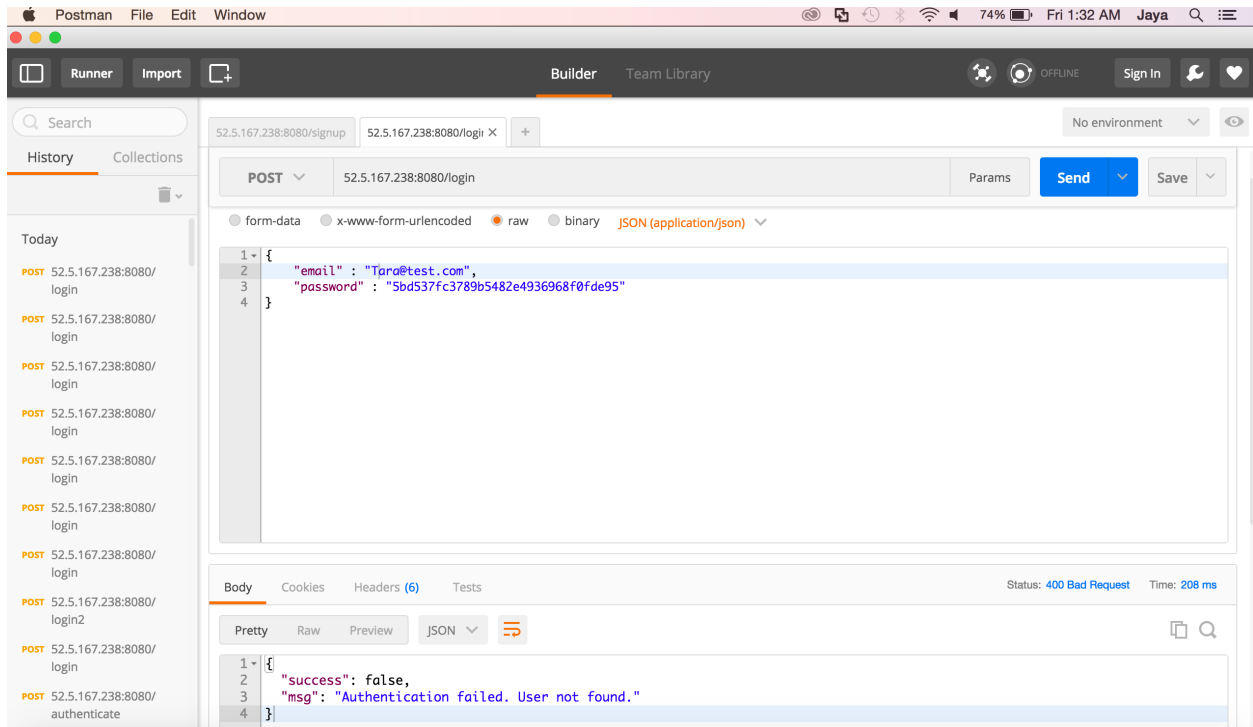 Postman File Edit Window 74% Fri 1:32 AM Jaya
Runner Import Builder Team Library OFFLINE Sign In
Search
History Collections
Today
POST 52.5.167.238:8080/
login
POST 52.5.167.238:8080/
login
POST 52.5.167.238:8080/
login
POST 52.5.167.238:8080/
login
POST 52.5.167.238:8080/
login
POST 52.5.167.238:8080/
login
POST 52.5.167.238:8080/
login
POST 52.5.167.238:8080/
login2
POST 52.5.167.238:8080/
login
POST 52.5.167.238:8080/
authenticate
52.5.167.238:8080/signup 52.5.167.238:8080/login × + No environment
POST 52.5.167.238:8080/login Params Send Save
form-data x-www-form-urlencoded raw binary JSON (application/json)
1 {
2 "email" : "Tara@test.com",
3 "password" : "5bd537fc3789b5482e4936968f0fde95"
4 }
Body Cookies Headers (6) Tests Status: 400 Bad Request Time: 208 ms
Pretty Raw Preview JSON
1 {
2 "success": false,
3 "msg": "Authentication failed. User not found."
4 }